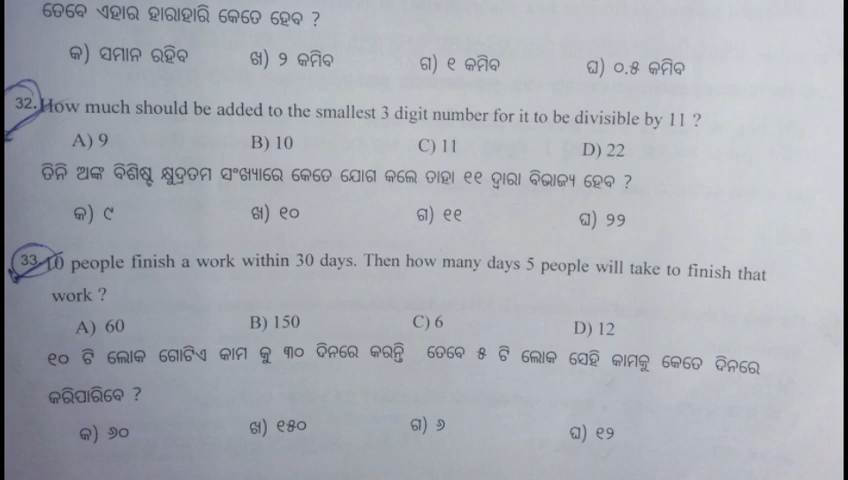 ତେବେ ଏହାର ହାରାହାରି କେତେ ହେବ ?
କ) ସମାନ ରହିବ ଖ) ୨ କମିବ ଗ) ୧ କମିବ ଘ) ୦.୫ କମିବ
32. How much should be added to the smallest 3 digit number for it to be divisible by 11 ?
A) 9 B) 10 C) 11 D) 22
ତିନି ଅଙ୍କ ବିଶିଷ୍ଟ କ୍ଷୁଦ୍ରତମ ସଂଖ୍ୟାରେ କେତେ ଯୋଗ କଲେ ତାହା ୧୧ ଦ୍ୱାରା ବିଭାଜ୍ୟ ହେବ ?
କ) ୯ ଖ) ୧୦ ଗ) ୧୧ ଘ) ୨୨
33. 10 people finish a work within 30 days. Then how many days 5 people will take to finish that
work ?
A) 60 B) 150 C) 6 D) 12
୧୦ ଟି ଲୋକ ଗୋଟିଏ କାମ କୁ ୩୦ ଦିନରେ କରନ୍ତି ତେବେ ୫ ଟି ଲୋକ ସେହି କାମକୁ କେତେ ଦିନରେ
କରିପାରିବେ ?
କ) ୬୦ ଖ) ୧୫୦ ଗ) ୬ ଘ) ୧୨